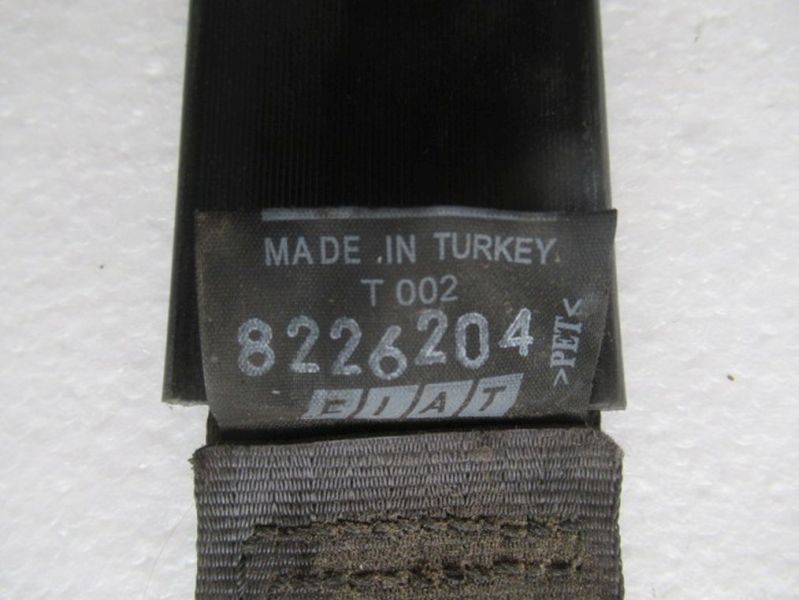 MADE IN TURKEY
T 002
8226204
>PET<
FIAT